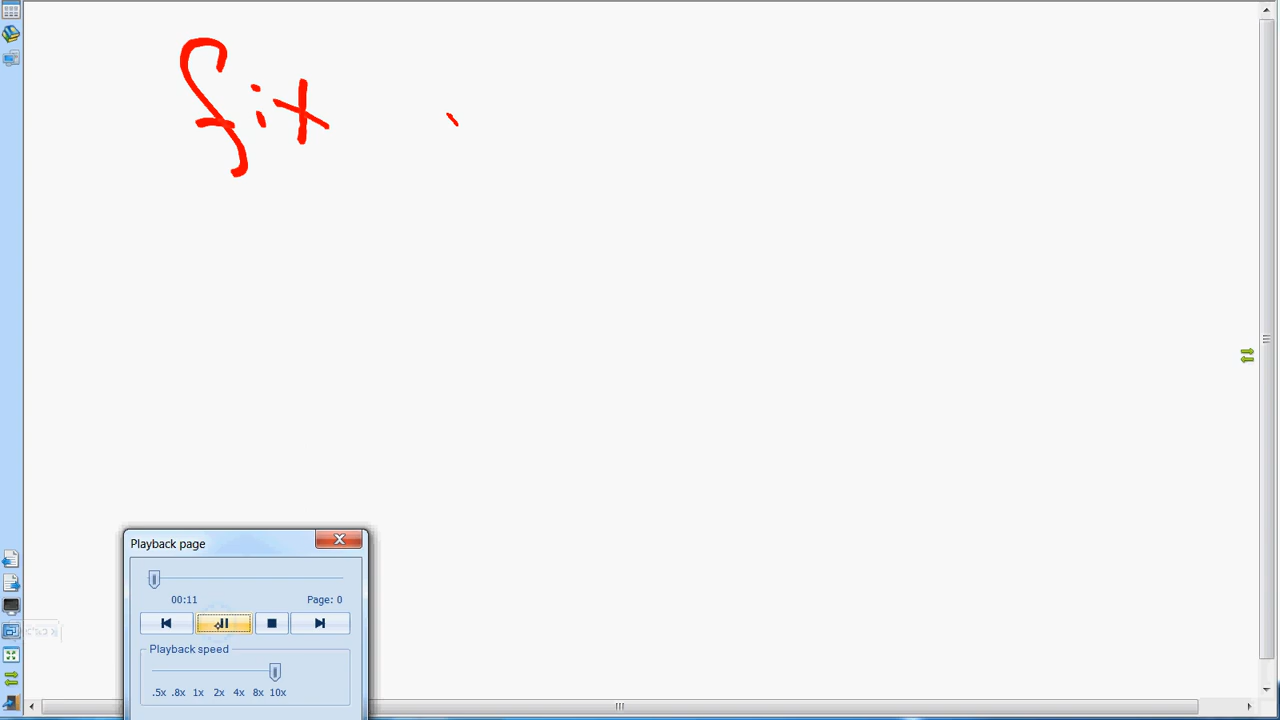 fix
Playback page
00:11 Page: 0
Playback speed
.5x .8x 1x 2x 4x 8x 10x